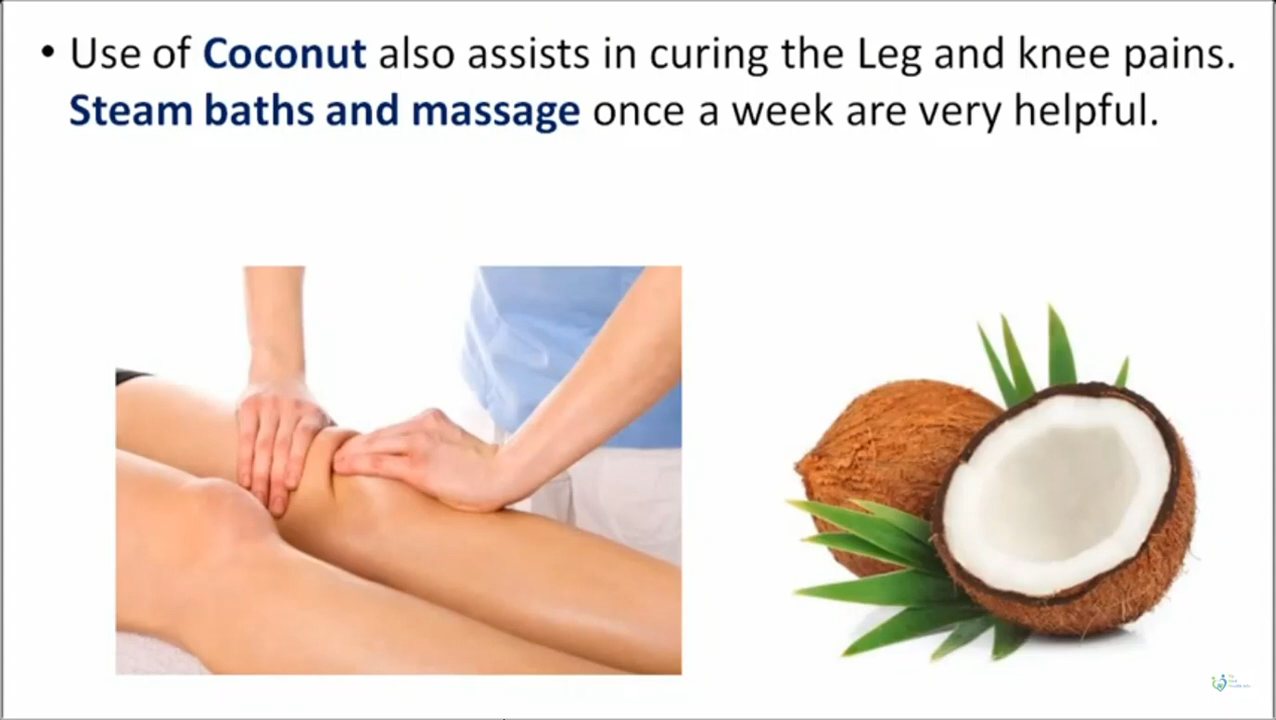 • Use of Coconut also assists in curing the Leg and knee pains.
Steam baths and massage once a week are very helpful.